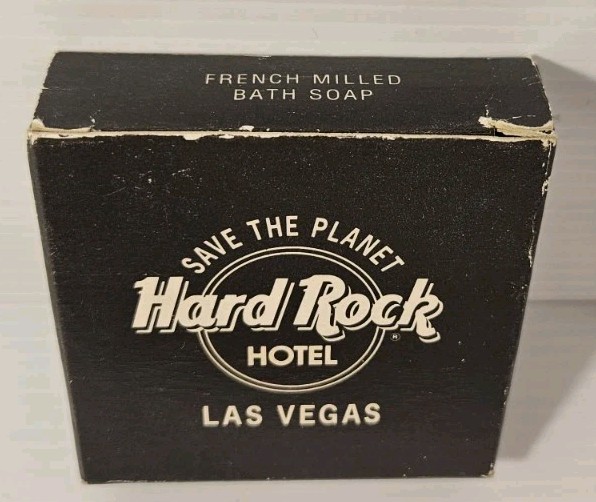 FRENCH MILLED
BATH SOAP
SAVE THE PLANET
Hard Rock
HOTEL
LAS VEGAS